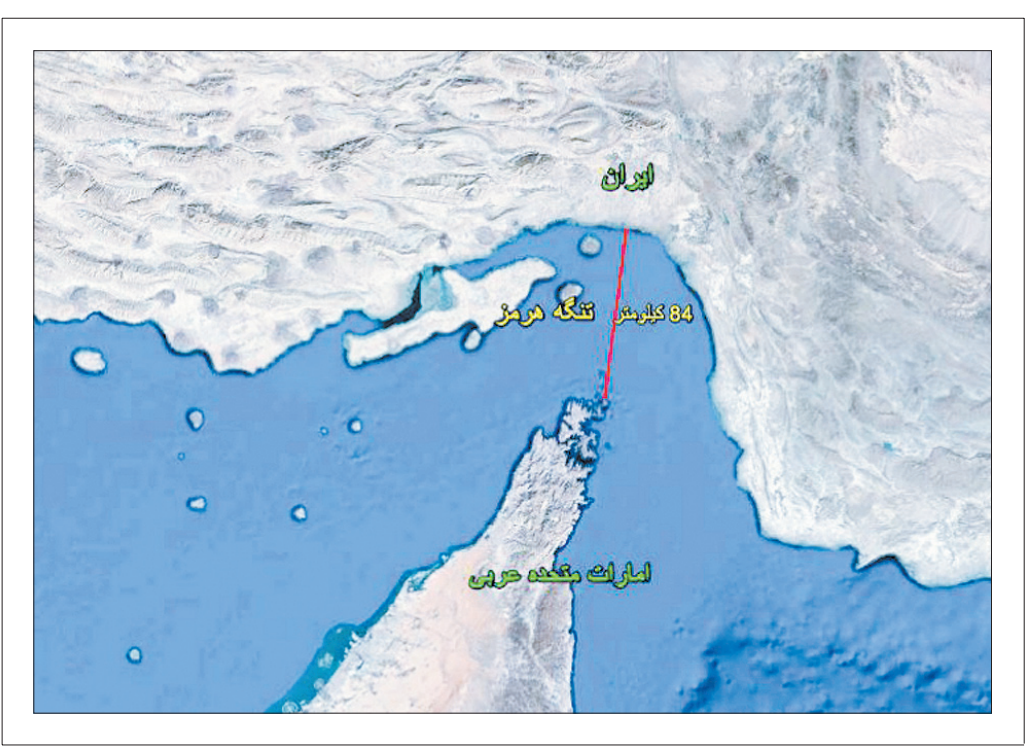 ایران
تنگه هرمز
84 کیلومتر
امارات متحده عربی